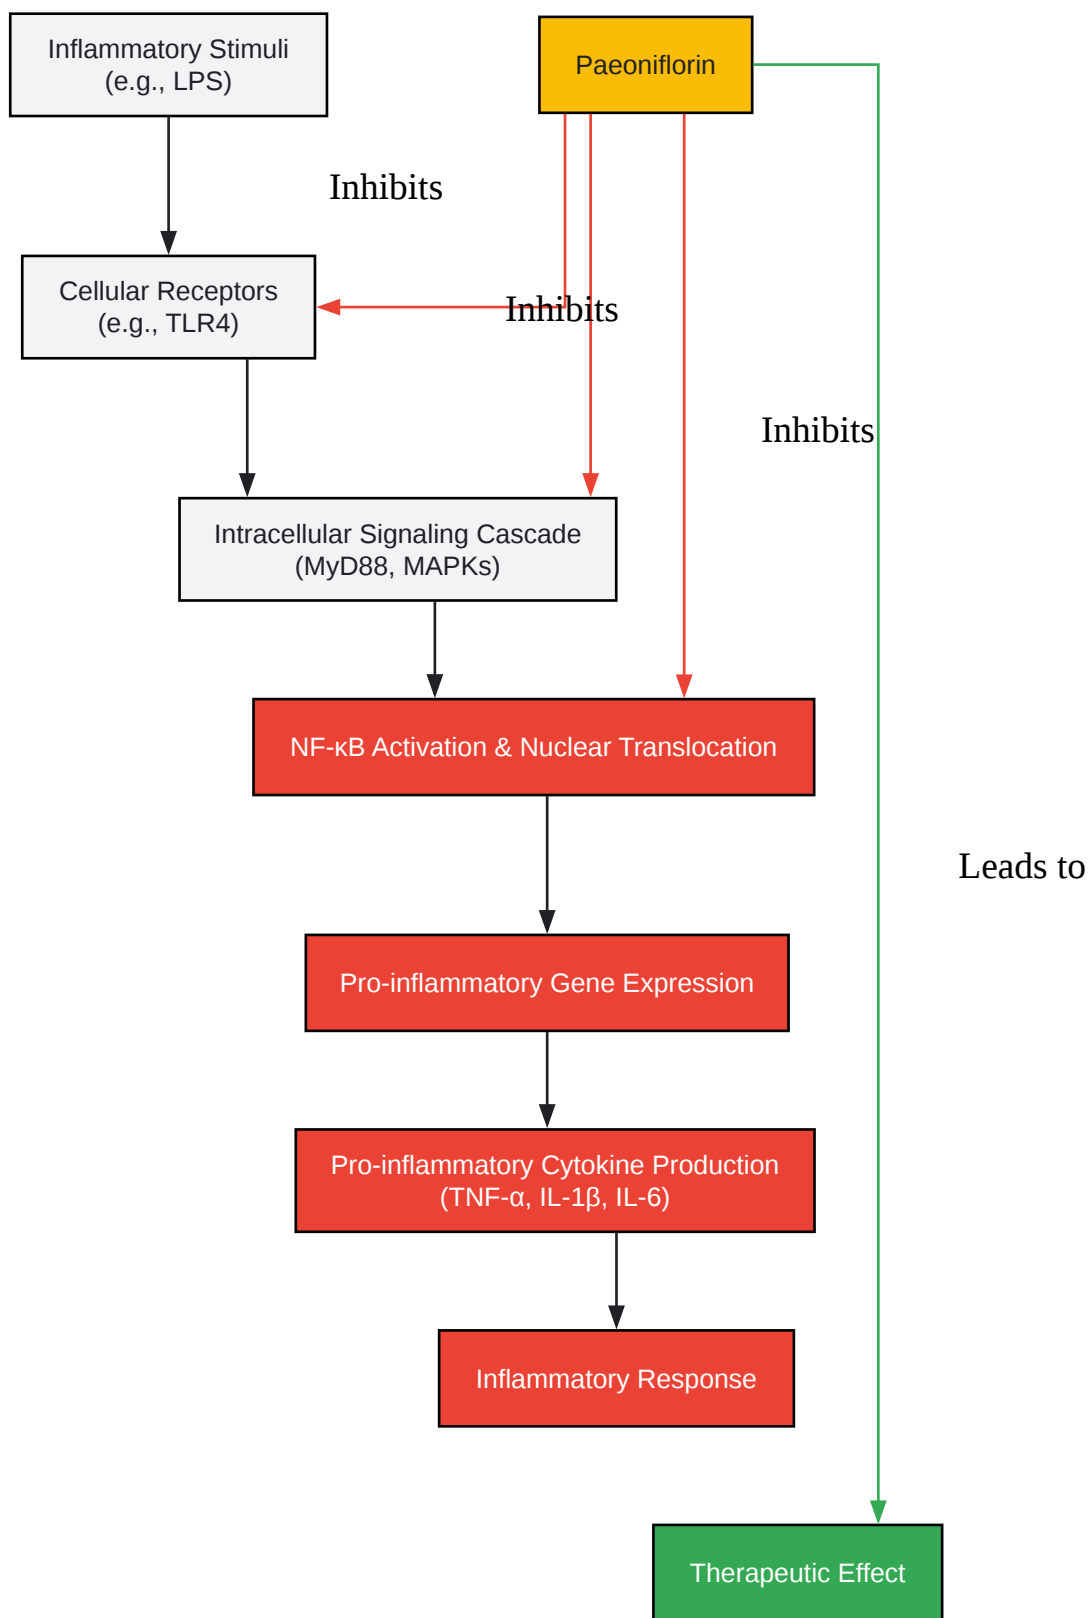 Inflammatory Stimuli
(e.g., LPS)
Paeoniflorin
Inhibits
Cellular Receptors
(e.g., TLR4)
Inhibits
Inhibits
Intracellular Signaling Cascade
(MyD88, MAPKs)
NF-κB Activation & Nuclear Translocation
Leads to
Pro-inflammatory Gene Expression
Pro-inflammatory Cytokine Production
(TNF-α, IL-1β, IL-6)
Inflammatory Response
Therapeutic Effect